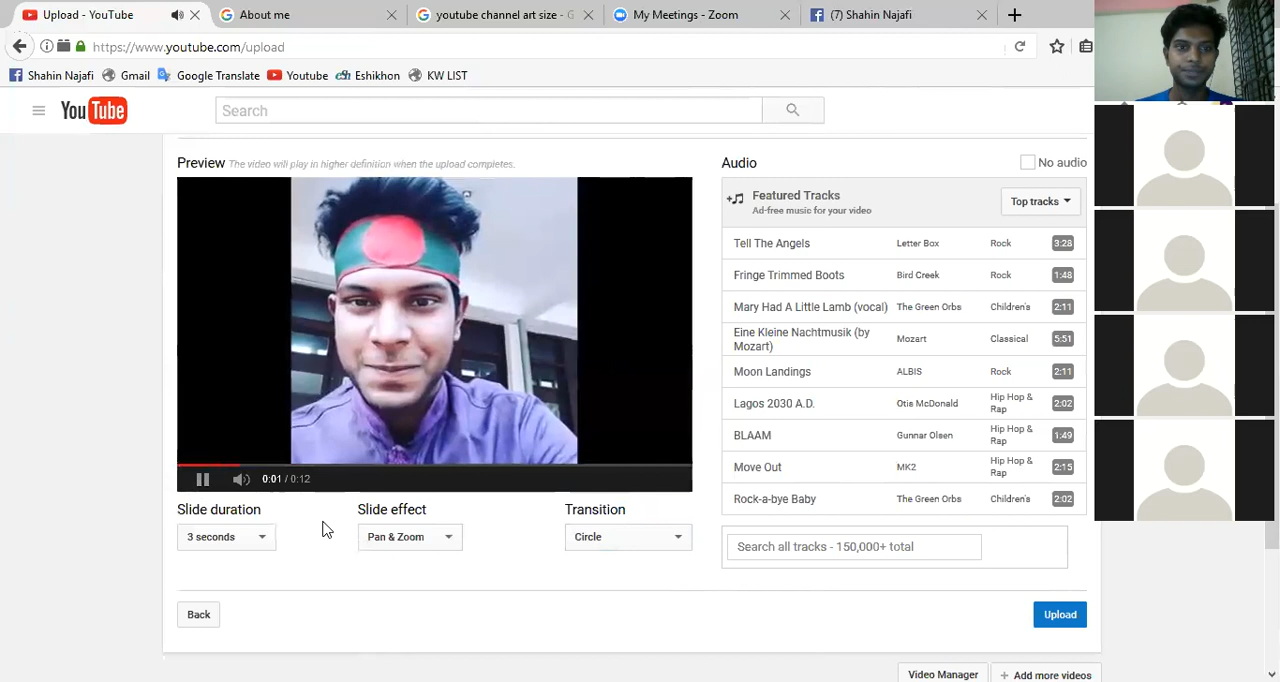 Upload - YouTube
About me
youtube channel art size - G
My Meetings - Zoom
(7) Shahin Najafi
https://www.youtube.com/upload
Shahin Najafi
Gmail
Google Translate
Youtube
Eshikhon
KW LIST
YouTube
Search
Preview The video will play in higher definition when the upload completes.
0:01 / 0:12
Slide duration
Slide effect
Transition
3 seconds
Pan & Zoom
Circle
Audio
No audio
Featured Tracks
Ad-free music for your video
Top tracks
Tell The Angels Letter Box Rock 3:28
Fringe Trimmed Boots Bird Creek Rock 1:48
Mary Had A Little Lamb (vocal) The Green Orbs Children's 2:11
Eine Kleine Nachtmusik (by
Mozart) Mozart Classical 5:51
Moon Landings ALBIS Rock 2:11
Lagos 2030 A.D. Otis McDonald Hip Hop &
Rap 2:02
BLAAM Gunnar Olsen Hip Hop &
Rap 1:49
Move Out MK2 Hip Hop &
Rap 2:15
Rock-a-bye Baby The Green Orbs Children's 2:02
Search all tracks - 150,000+ total
Back
Upload
Video Manager
+ Add more videos